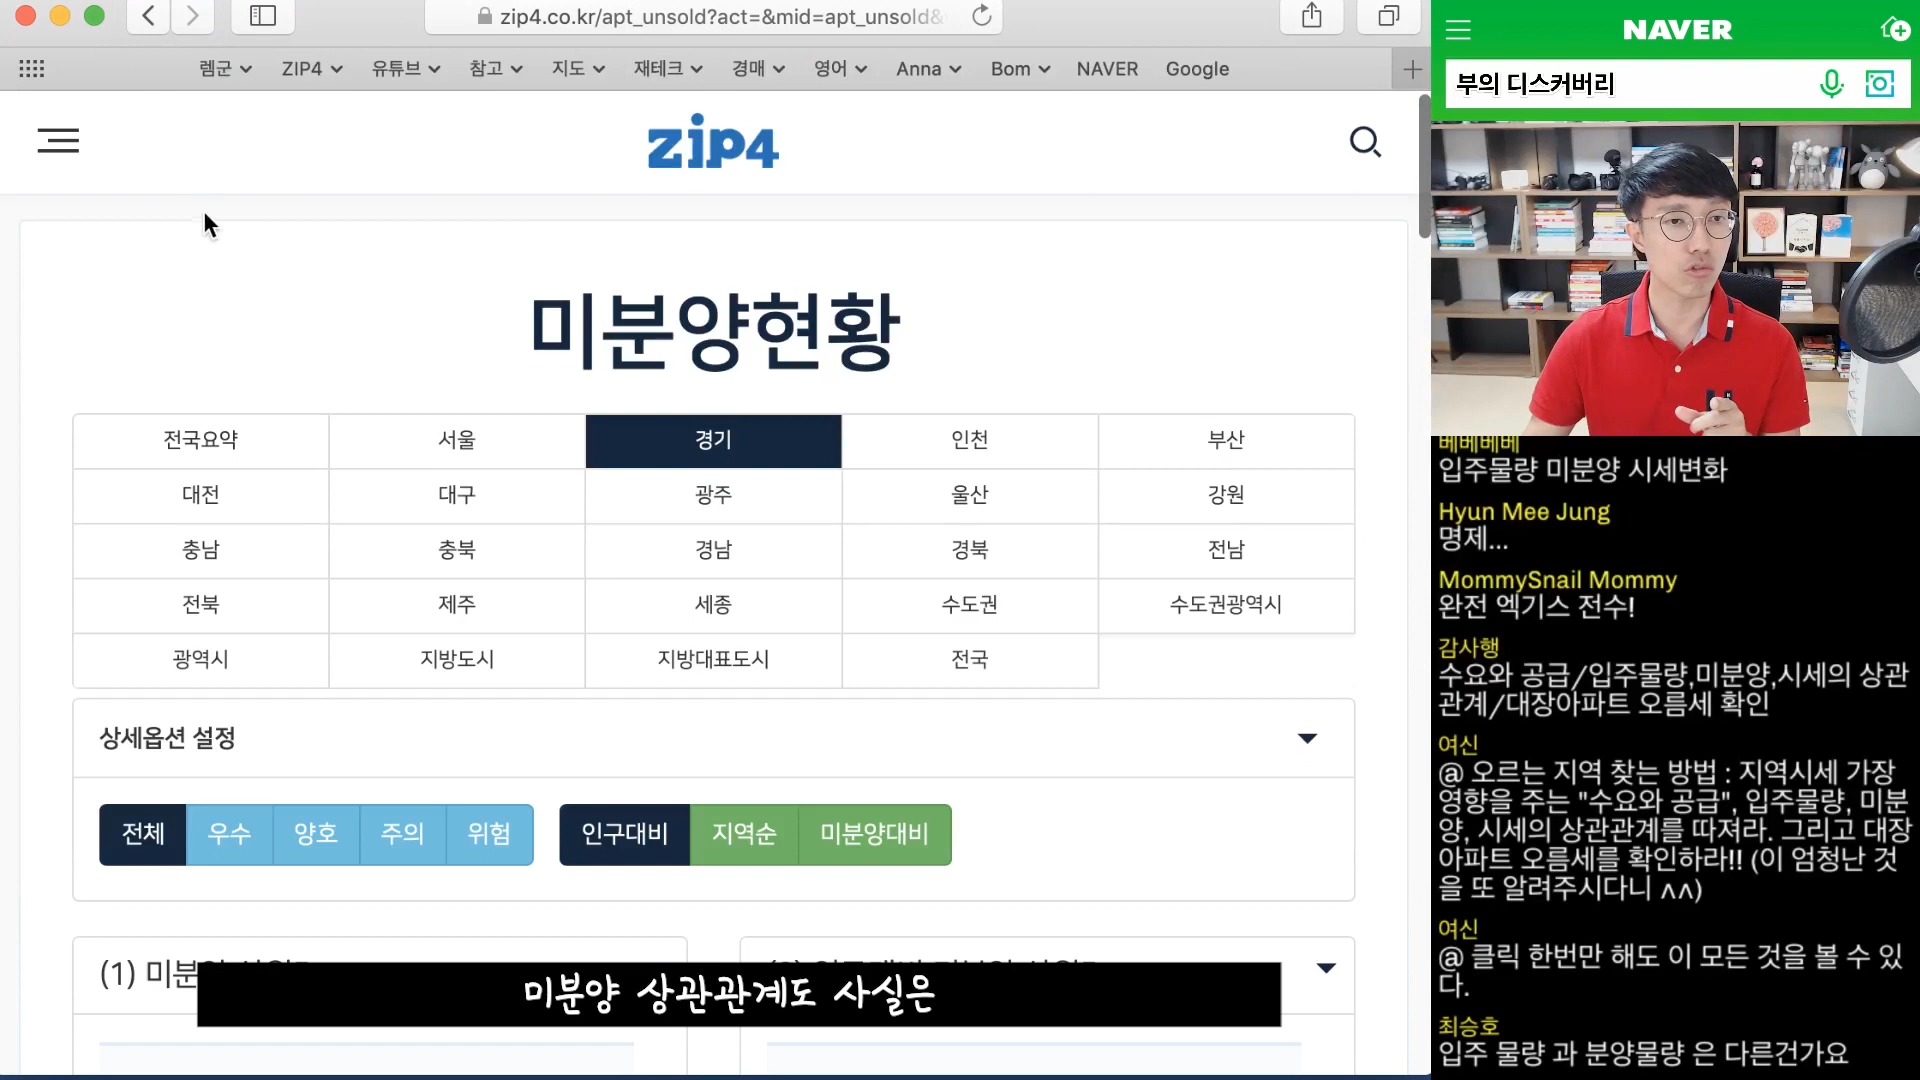 zip4.co.kr/apt_unsold?act=&mid=apt_unsold&
렘군 ZIP4 유튜브 참고 지도 재테크 경매 영어 Anna Bom NAVER Google
zip4
미분양현황
전국요약 서울 경기 인천 부산
대전 대구 광주 울산 강원
충남 충북 경남 경북 전남
전북 제주 세종 수도권 수도권광역시
광역시 지방도시 지방대표도시 전국
상세옵션 설정
전체 우수 양호 주의 위험 인구대비 지역순 미분양대비
(1) 미분
미분양 상관관계도 사실은
NAVER
부의 디스커버리
베베베베
입주물량 미분양 시세변화
Hyun Mee Jung
명제...
MommySnail Mommy
완전 엑기스 전수!
감사행
수요와 공급/입주물량,미분양,시세의 상관
관계/대장아파트 오름세 확인
여신
@ 오르는 지역 찾는 방법 : 지역시세 가장
영향을 주는 "수요와 공급", 입주물량, 미분
양, 시세의 상관관계를 따져라. 그리고 대장
아파트 오름세를 확인하라!! (이 엄청난 것
을 또 알려주시다니 ㅅㅅ)
여신
@ 클릭 한번만 해도 이 모든 것을 볼 수 있
다.
최승호
입주 물량 과 분양물량 은 다른건가요